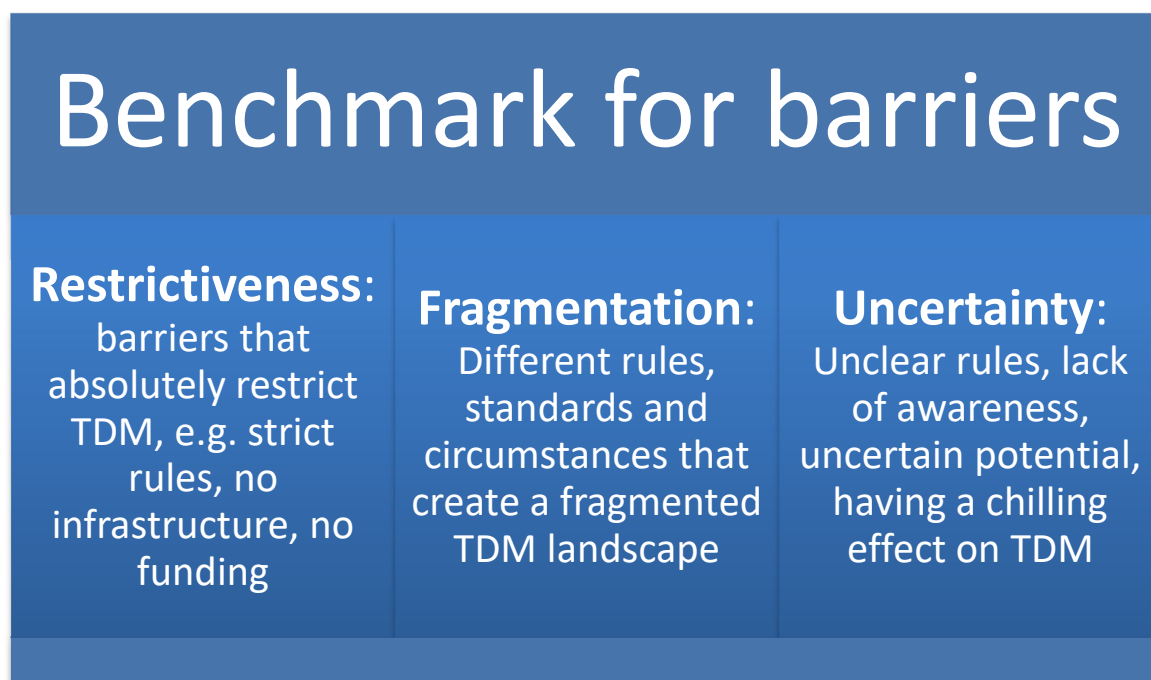 Benchmark for barriers
Restrictiveness:
barriers that
absolutely restrict
TDM, e.g. strict
rules, no
infrastructure, no
funding
Fragmentation:
Different rules,
standards and
circumstances that
create a fragmented
TDM landscape
Uncertainty:
Unclear rules, lack
of awareness,
uncertain potential,
having a chilling
effect on TDM